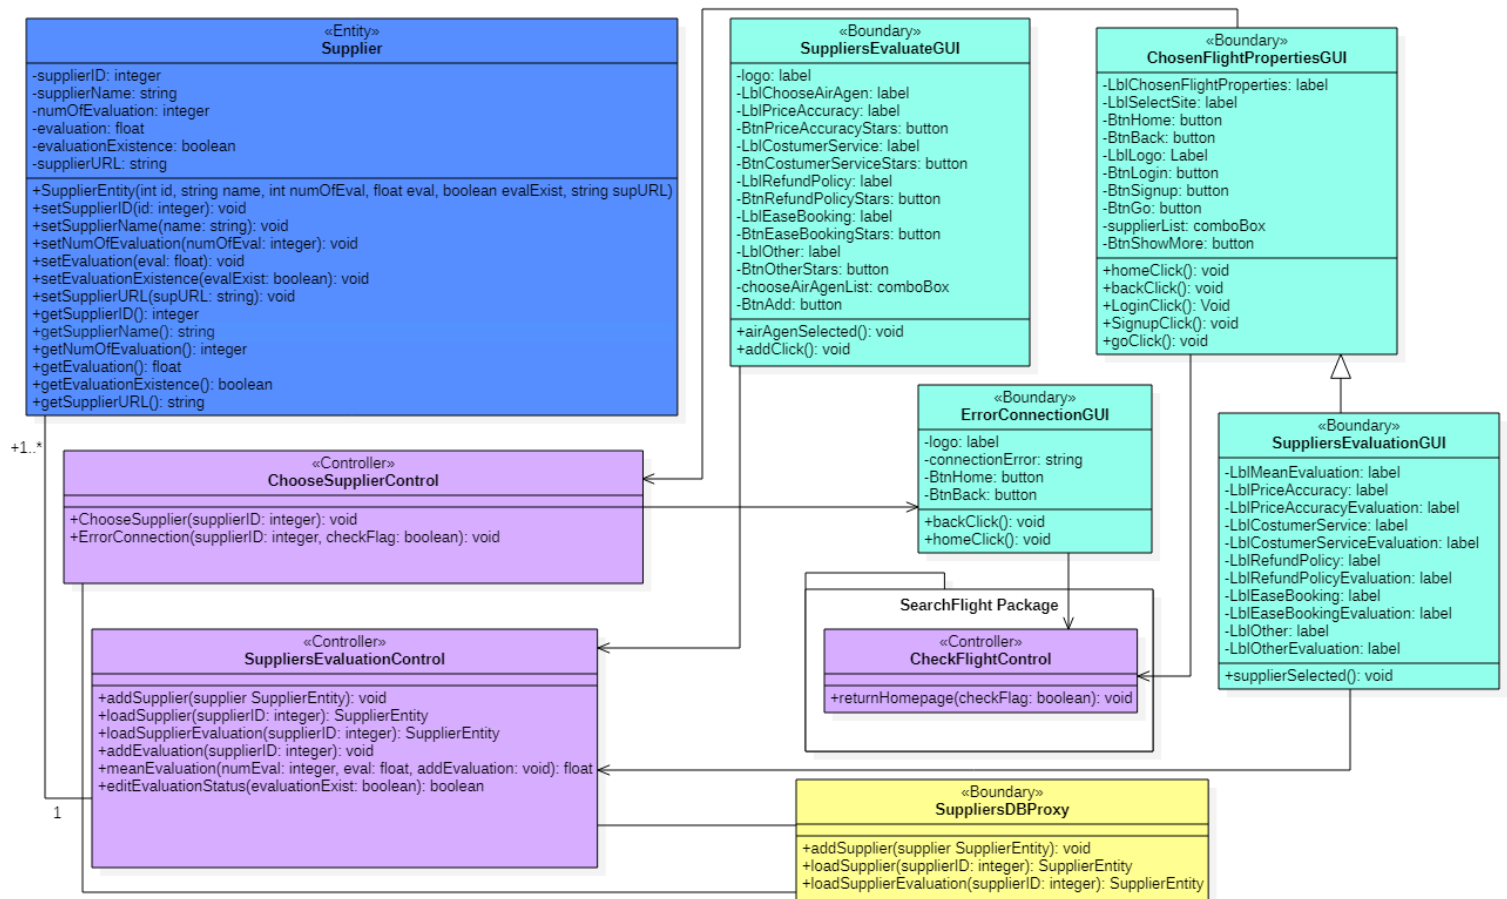 «Entity»
Supplier
-supplierID: integer
-supplierName: string
-numOfEvaluation: integer
-evaluation: float
-evaluationExistence: boolean
-supplierURL: string
+SupplierEntity(int id, string name, int numOfEval, float eval, boolean evalExist, string supURL)
+setSupplierID(id: integer): void
+setSupplierName(name: string): void
+setNumOfEvaluation(numOfEval: integer): void
+setEvaluation(eval: float): void
+setEvaluationExistence(evalExist: boolean): void
+setSupplierURL(supURL: string): void
+getSupplierID(): integer
+getSupplierName(): string
+getNumOfEvaluation(): integer
+getEvaluation(): float
+getEvaluationExistence(): boolean
+getSupplierURL(): string
«Boundary»
SuppliersEvaluateGUI
-logo: label
-LblChooseAirAgen: label
-LblPriceAccuracy: label
-BtnPriceAccuracyStars: button
-LblCostumerService: label
-BtnCostumerServiceStars: button
-LblRefundPolicy: label
-BtnRefundPolicyStars: button
-LblEaseBooking: label
-BtnEaseBookingStars: button
-LblOther: label
-BtnOtherStars: button
-chooseAirAgenList: comboBox
-BtnAdd: button
+airAgenSelected(): void
+addClick(): void
«Boundary»
ChosenFlightPropertiesGUI
-LblChosenFlightProperties: label
-LblSelectSite: label
-BtnHome: button
-BtnBack: button
-LblLogo: Label
-BtnLogin: button
-BtnSignup: button
-BtnGo: button
-supplierList: comboBox
-BtnShowMore: button
+homeClick(): void
+backClick(): void
+LoginClick(): Void
+SignupClick(): void
+goClick(): void
+1..*
«Controller»
ChooseSupplierControl
+ChooseSupplier(supplierID: integer): void
+ErrorConnection(supplierID: integer, checkFlag: boolean): void
«Boundary»
ErrorConnectionGUI
-logo: label
-connectionError: string
-BtnHome: button
-BtnBack: button
+backClick(): void
+homeClick(): void
«Boundary»
SuppliersEvaluationGUI
-LblMeanEvaluation: label
-LblPriceAccuracy: label
-LblPriceAccuracyEvaluation: label
-LblCostumerService: label
-LblCostumerServiceEvaluation: label
-LblRefundPolicy: label
-LblRefundPolicyEvaluation: label
-LblEaseBooking: label
-LblEaseBookingEvaluation: label
-LblOther: label
-LblOtherEvaluation: label
+supplierSelected(): void
SearchFlight Package
«Controller»
CheckFlightControl
+returnHomepage(checkFlag: boolean): void
«Controller»
SuppliersEvaluationControl
+addSupplier(supplier SupplierEntity): void
+loadSupplier(supplierID: integer): SupplierEntity
+loadSupplierEvaluation(supplierID: integer): SupplierEntity
+addEvaluation(supplierID: integer): void
+meanEvaluation(numEval: integer, eval: float, addEvaluation: void): float
+editEvaluationStatus(evaluationExist: boolean): boolean
1
«Boundary»
SuppliersDBProxy
+addSupplier(supplier SupplierEntity): void
+loadSupplier(supplierID: integer): SupplierEntity
+loadSupplierEvaluation(supplierID: integer): SupplierEntity